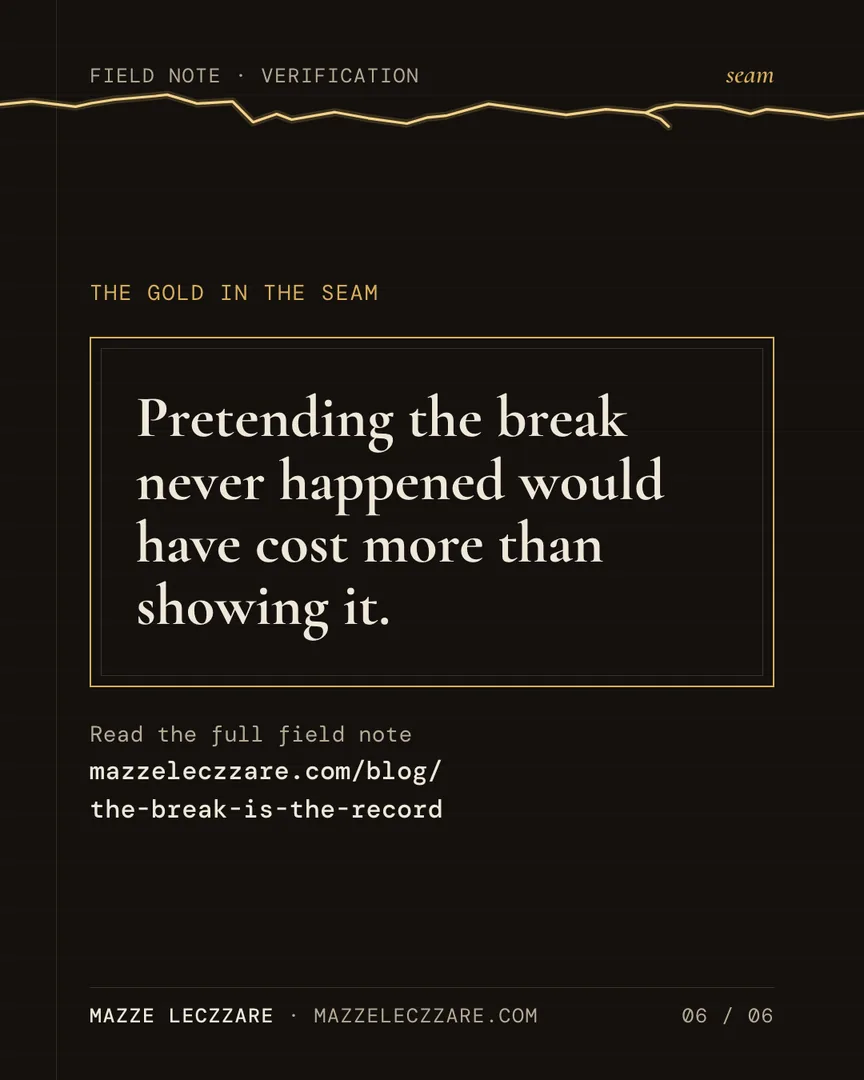 FIELD NOTE · VERIFICATION
seam
THE GOLD IN THE SEAM
Pretending the break
never happened would
have cost more than
showing it.
Read the full field note
mazzeleczzare.com/blog/
the-break-is-the-record
MAZZE LECZZARE · MAZZELECZZARE.COM
06 / 06